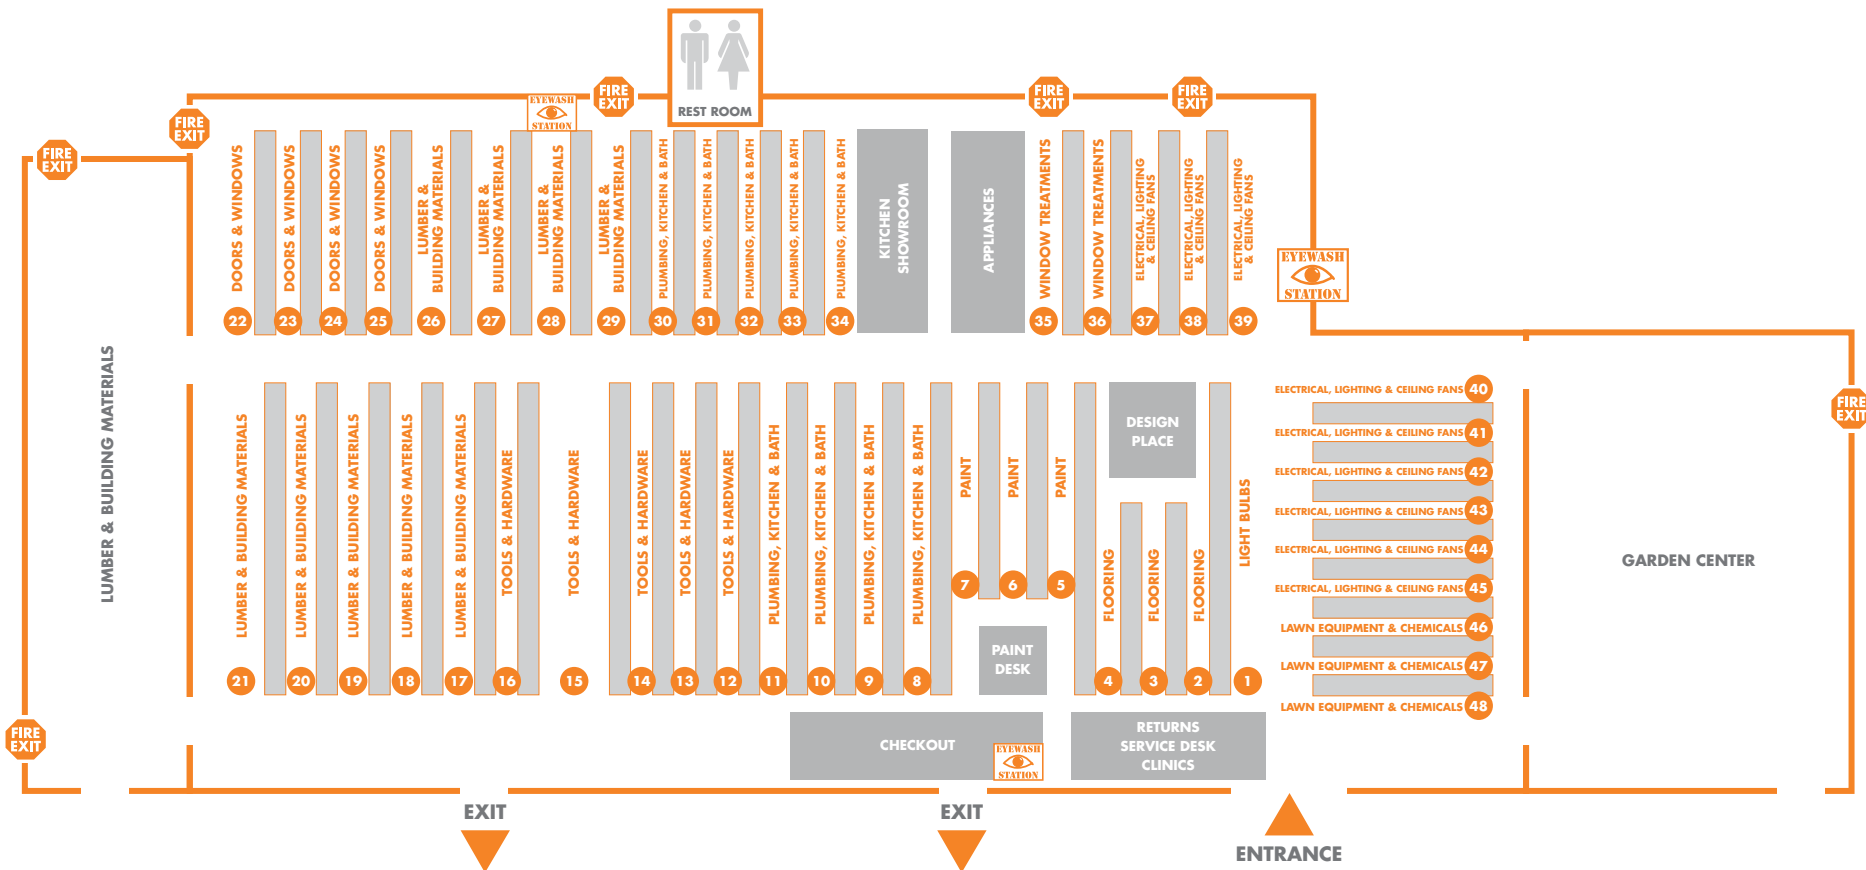 REST ROOM
FIRE
EXIT
FIRE
EXIT
FIRE
EXIT
FIRE
EXIT
FIRE
EXIT
EYEWASH
STATION
DOORS & WINDOWS
22
DOORS & WINDOWS
23
DOORS & WINDOWS
24
DOORS & WINDOWS
25
LUMBER &
BUILDING MATERIALS
26
LUMBER &
BUILDING MATERIALS
27
LUMBER &
BUILDING MATERIALS
28
LUMBER &
BUILDING MATERIALS
29
PLUMBING, KITCHEN & BATH
30
PLUMBING, KITCHEN & BATH
31
PLUMBING, KITCHEN & BATH
32
PLUMBING, KITCHEN & BATH
33
PLUMBING, KITCHEN & BATH
34
KITCHEN
SHOWROOM
APPLIANCES
WINDOW TREATMENTS
35
WINDOW TREATMENTS
36
ELECTRICAL, LIGHTING
& CEILING FANS
37
ELECTRICAL, LIGHTING
& CEILING FANS
38
ELECTRICAL, LIGHTING
& CEILING FANS
39
EYEWASH
STATION
LUMBER & BUILDING MATERIALS
LUMBER & BUILDING MATERIALS
21
LUMBER & BUILDING MATERIALS
20
LUMBER & BUILDING MATERIALS
19
LUMBER & BUILDING MATERIALS
18
LUMBER & BUILDING MATERIALS
17
TOOLS & HARDWARE
16
TOOLS & HARDWARE
15
TOOLS & HARDWARE
14
TOOLS & HARDWARE
13
TOOLS & HARDWARE
12
PLUMBING, KITCHEN & BATH
11
PLUMBING, KITCHEN & BATH
10
PLUMBING, KITCHEN & BATH
9
PLUMBING, KITCHEN & BATH
8
PAINT
7
PAINT
6
PAINT
5
PAINT
DESK
FLOORING
4
FLOORING
3
FLOORING
2
DESIGN
PLACE
LIGHT BULBS
1
ELECTRICAL, LIGHTING & CEILING FANS 40
ELECTRICAL, LIGHTING & CEILING FANS 41
ELECTRICAL, LIGHTING & CEILING FANS 42
ELECTRICAL, LIGHTING & CEILING FANS 43
ELECTRICAL, LIGHTING & CEILING FANS 44
ELECTRICAL, LIGHTING & CEILING FANS 45
LAWN EQUIPMENT & CHEMICALS 46
LAWN EQUIPMENT & CHEMICALS 47
LAWN EQUIPMENT & CHEMICALS 48
GARDEN CENTER
FIRE
EXIT
FIRE
EXIT
CHECKOUT
EYEWASH
STATION
RETURNS
SERVICE DESK
CLINICS
EXIT
EXIT
ENTRANCE